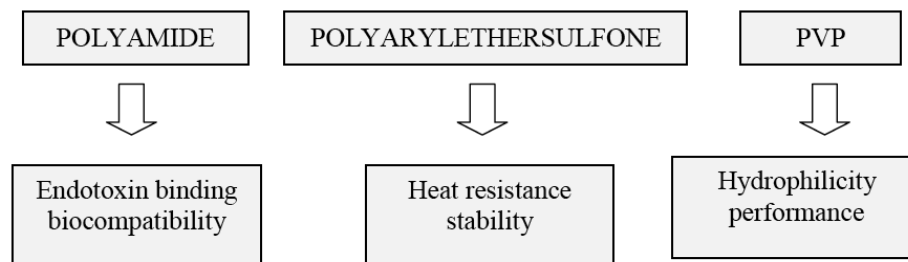 POLYAMIDE
POLYARYLETHERSULFONE
PVP
Endotoxin binding
biocompatibility
Heat resistance
stability
Hydrophilicity
performance